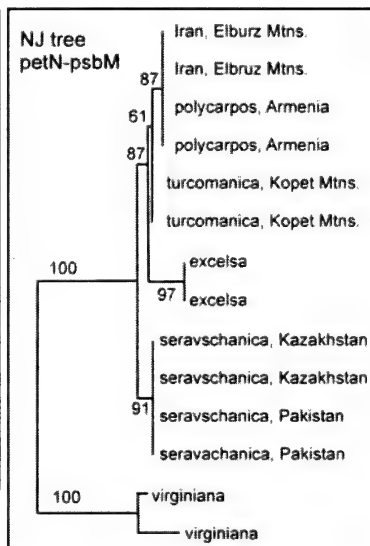 NJ tree
petN-psbM
Iran, Elburz Mtns.
87
Iran, Elbruz Mtns.
61
polycarpos, Armenia
87
polycarpos, Armenia
turcomanica, Kopet Mtns.
turcomanica, Kopet Mtns.
100
excelsa
97
excelsa
seravschanica, Kazakhstan
seravschanica, Kazakhstan
91
seravschanica, Pakistan
seravachanica, Pakistan
100
virginiana
virginiana